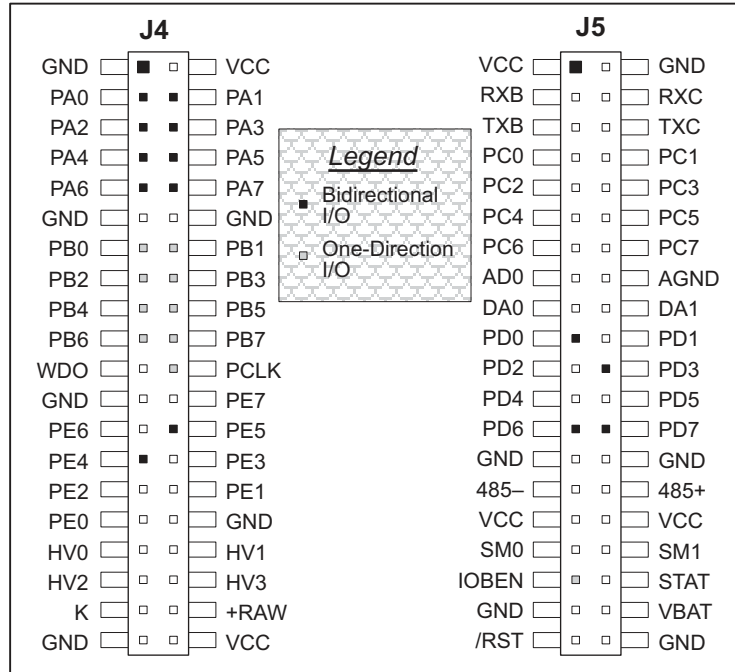 J4
GND VCC
PA0 PA1
PA2 PA3
PA4 PA5
PA6 PA7
GND GND
PB0 PB1
PB2 PB3
PB4 PB5
PB6 PB7
WDO PCLK
GND PE7
PE6 PE5
PE4 PE3
PE2 PE1
PE0 GND
HV0 HV1
HV2 HV3
K +RAW
GND VCC
Legend
Bidirectional
I/O
One-Direction
I/O
J5
VCC GND
RXB RXC
TXB TXC
PC0 PC1
PC2 PC3
PC4 PC5
PC6 PC7
AD0 AGND
DA0 DA1
PD0 PD1
PD2 PD3
PD4 PD5
PD6 PD7
GND GND
485– 485+
VCC VCC
SM0 SM1
IOBEN STAT
GND VBAT
/RST GND